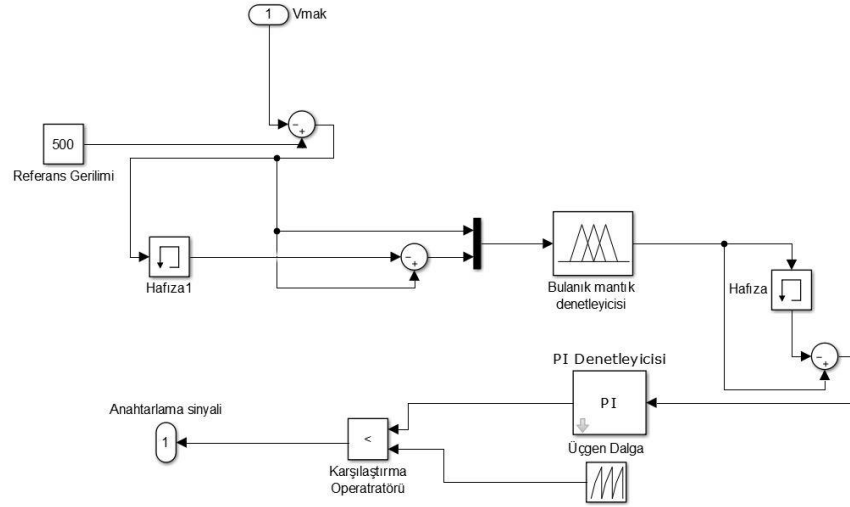 1 Vmak
500
Referans Gerilimi
Hafıza1
Bulanık mantık
denetleyicisi
Hafıza
PI Denetleyicisi
PI
Anahtarlama sinyali
1
<
Karşılaştırma
Operatratörü
Üçgen Dalga